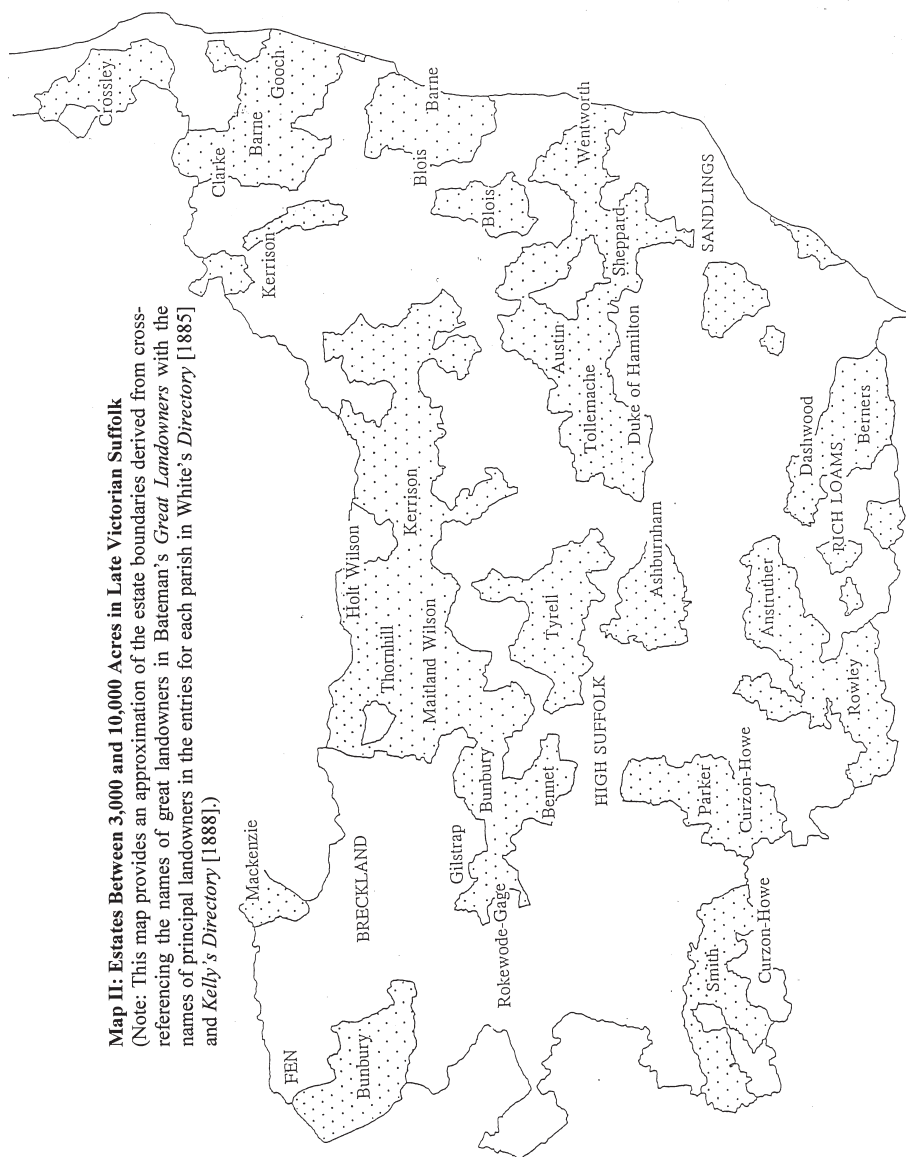 Map II: Estates Between 3,000 and 10,000 Acres in Late Victorian Suffolk
(Note: This map provides an approximation of the estate boundaries derived from cross-
referencing the names of great landowners in Bateman's Great Landowners with the
names of principal landowners in the entries for each parish in White's Directory [1885]
and Kelly's Directory [1888].)
Crossley
Gooch
Barne
Clarke
Barne
Blois
Kerrison
Blois
Wentworth
Sheppard
SANDLINGS
Austin
Tollemache
Duke of Hamilton
Holt Wilson
Kerrison
Thornhill
Maitland Wilson
Tyrell
Ashburnham
Dashwood
RICH LOAMS
Berners
Anstruther
Rowley
Mackenzie
BRECKLAND
Gilstrap
Bunbury
Bennet
Rokewode-Gage
HIGH SUFFOLK
Parker
Curzon-Howe
FEN
Bunbury
Smith
Curzon-Howe